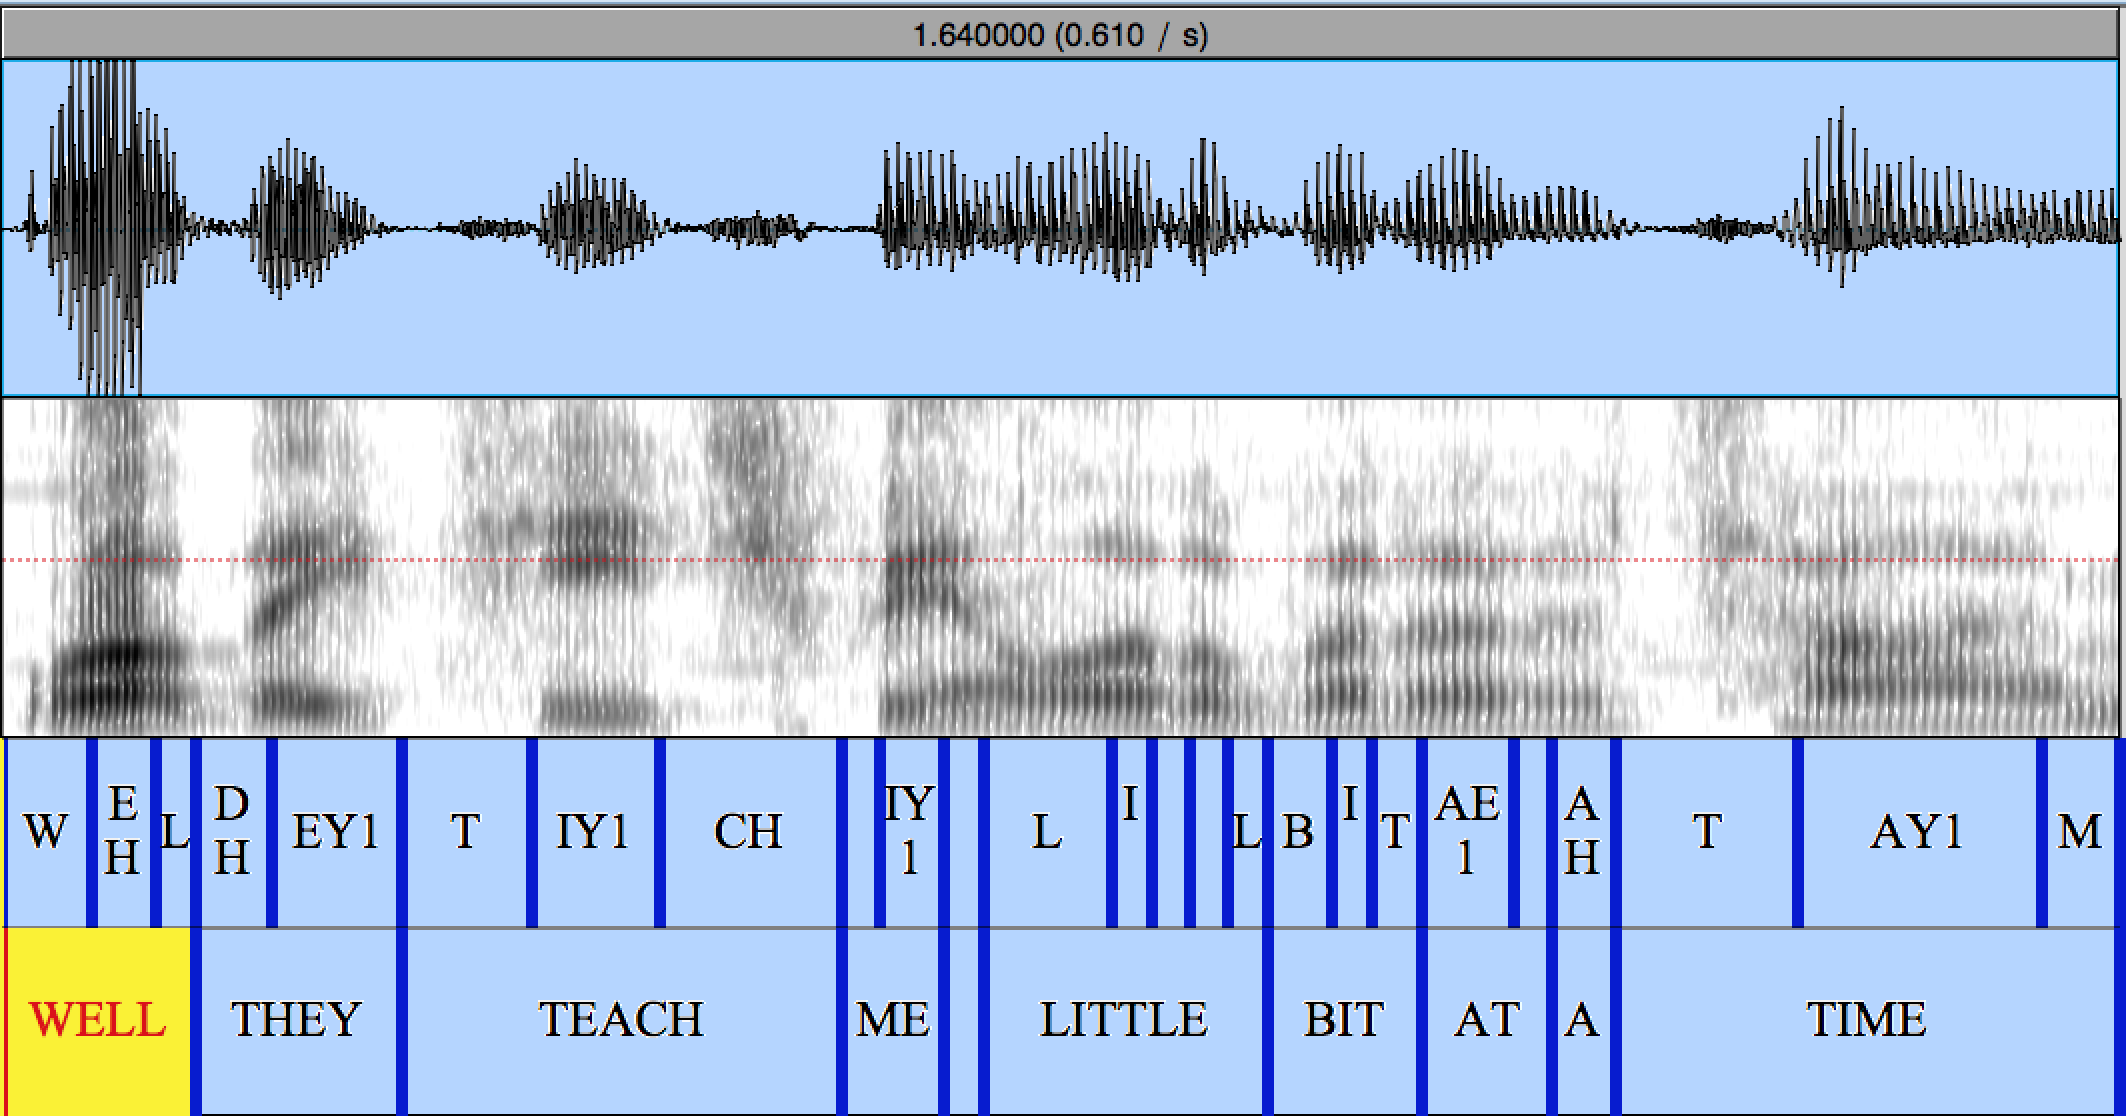 1.640000 (0.610 / s)
W EH L DH EY1 T IY1 CH IY1 L I L B I T AE1 AH T AY1 M
WELL THEY TEACH ME LITTLE BIT AT A TIME